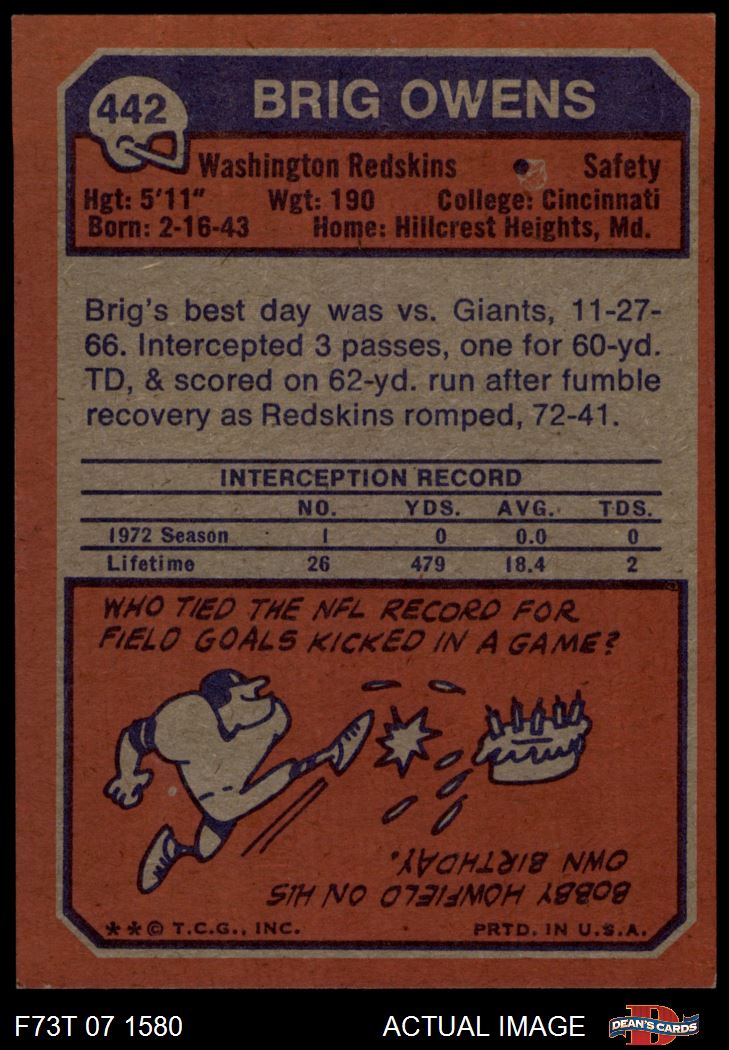 442
BRIG OWENS
Washington Redskins Safety
Hgt: 5'11" Wgt: 190 College: Cincinnati
Born: 2-16-43 Home: Hillcrest Heights, Md.
Brig's best day was vs. Giants, 11-27-
66. Intercepted 3 passes, one for 60-yd.
TD, & scored on 62-yd. run after fumble
recovery as Redskins romped, 72-41.
INTERCEPTION RECORD
NO. YDS. AVG. TDS.
1972 Season 1 0 0.0 0
Lifetime 26 479 18.4 2
WHO TIED THE NFL RECORD FOR
FIELD GOALS KICKED IN A GAME?
BOBBY HOWFIELD ON HIS
OWN BIRTHDAY.
**© T.C.G., INC. PRTD. IN U.S.A.
F73T 07 1580 ACTUAL IMAGE D DEAN'S CARDS